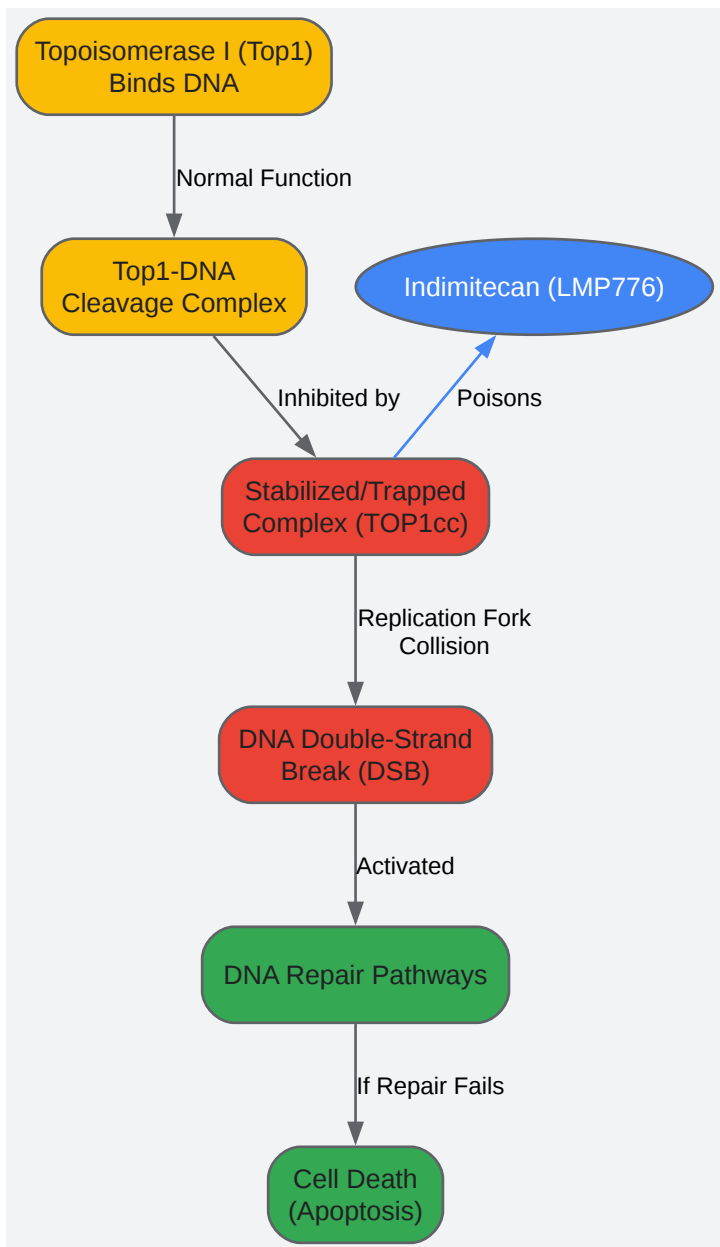 Topoisomerase I (Top1)
Binds DNA
Normal Function
Top1-DNA
Cleavage Complex
Indimitecan (LMP776)
Inhibited by
Poisons
Stabilized/Trapped
Complex (TOP1cc)
Replication Fork
Collision
DNA Double-Strand
Break (DSB)
Activated
DNA Repair Pathways
If Repair Fails
Cell Death
(Apoptosis)